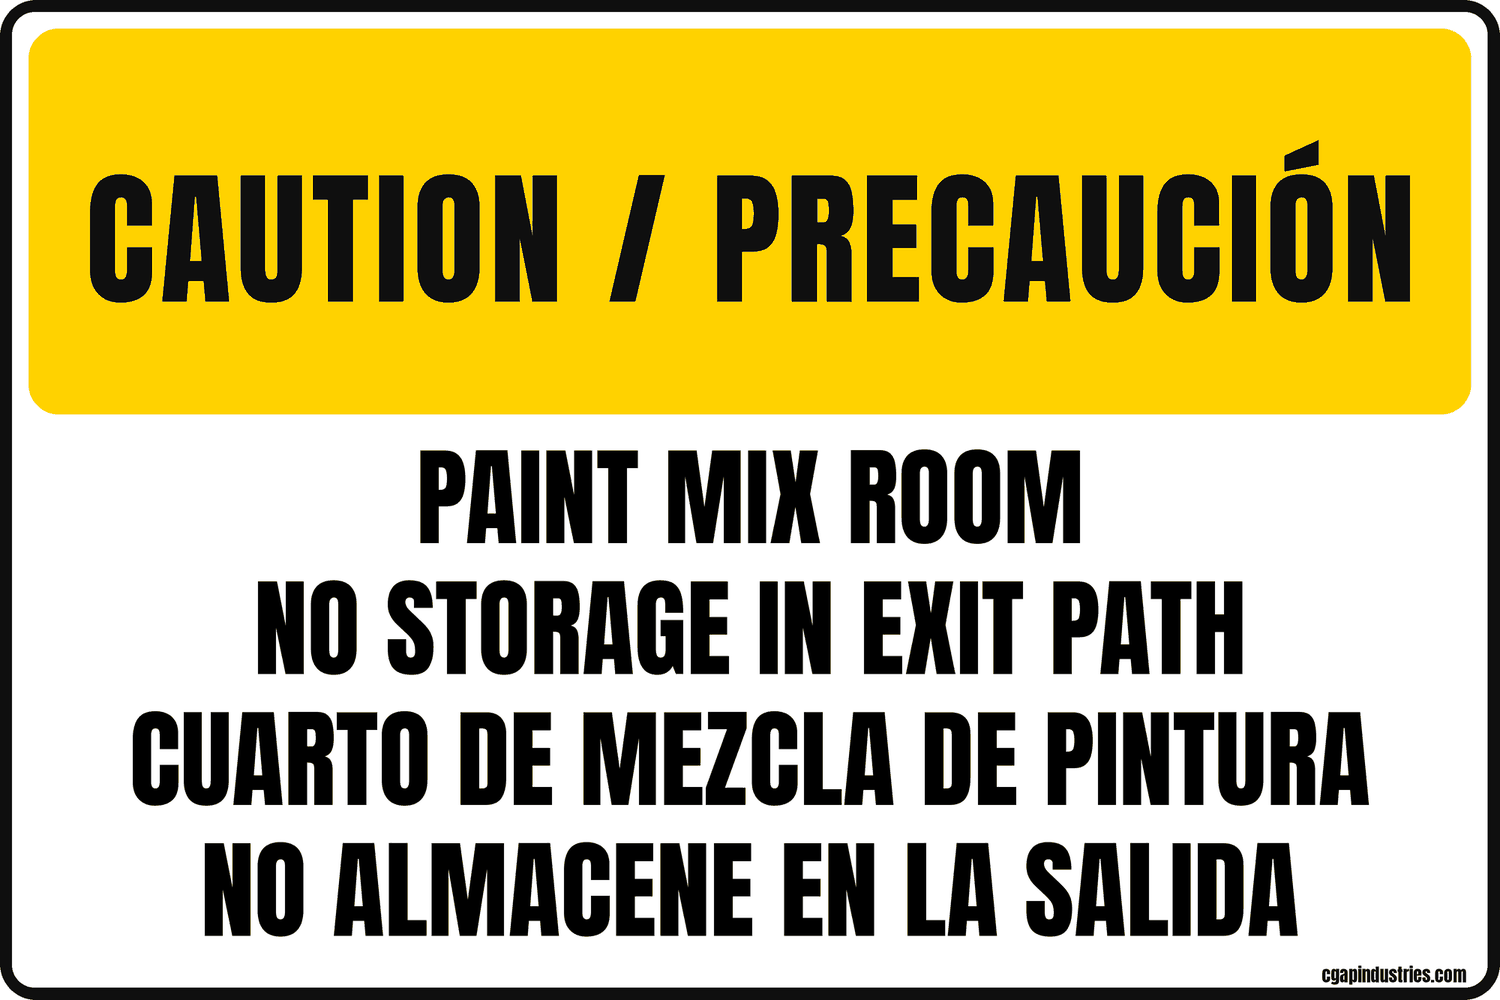 CAUTION / PRECAUCIÓN
PAINT MIX ROOM
NO STORAGE IN EXIT PATH
CUARTO DE MEZCLA DE PINTURA
NO ALMACENE EN LA SALIDA
cgapindustries.com